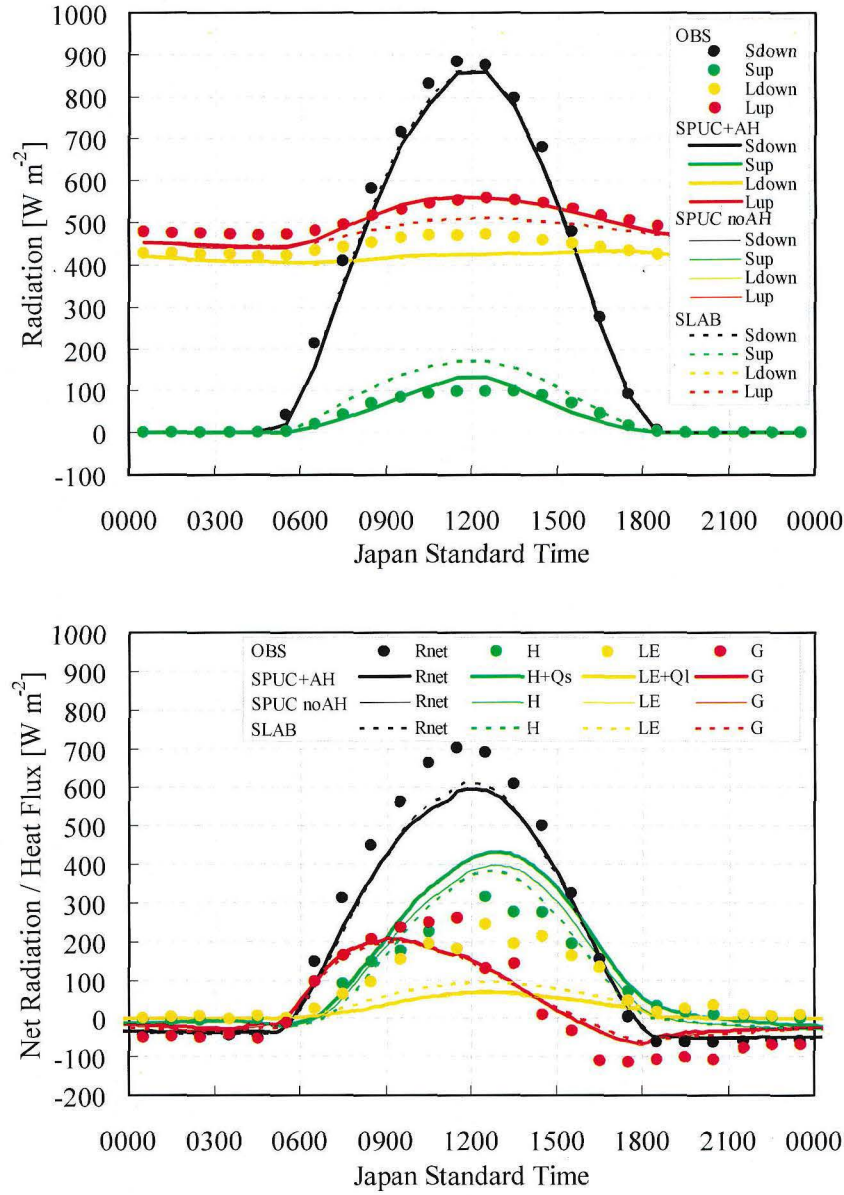 1000
900
800
700
600
500
400
300
200
100
0
-100
Radiation [W m-2]
OBS
Sdown
Sup
Ldown
Lup
SPUC+AH
Sdown
Sup
Ldown
Lup
SPUC noAH
Sdown
Sup
Ldown
Lup
SLAB
Sdown
Sup
Ldown
Lup
0000 0300 0600 0900 1200 1500 1800 2100 0000
Japan Standard Time
1000
900
800
700
600
500
400
300
200
100
0
-100
-200
Net Radiation / Heat Flux [W m-2]
OBS Rnet H LE G
SPUC+AH Rnet H+Qs LE+Ql G
SPUC noAH Rnet H LE G
SLAB Rnet H LE G
0000 0300 0600 0900 1200 1500 1800 2100 0000
Japan Standard Time